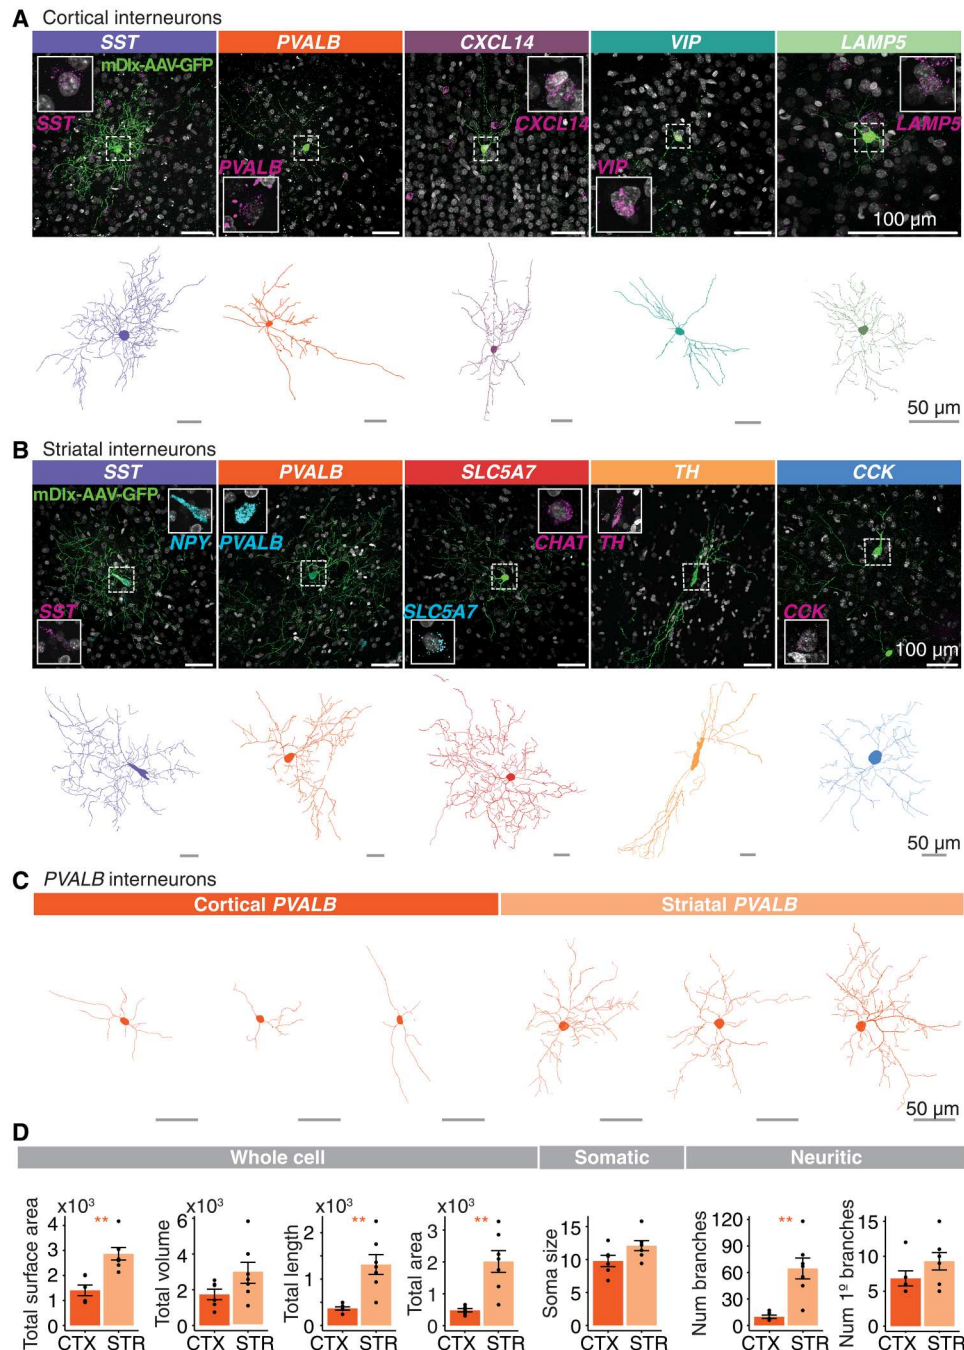 A Cortical interneurons
SST PVALB CXCL14 VIP LAMP5
mDlx-AAV-GFP
SST PVALB CXCL14 VIP LAMP5
100 µm
50 µm
B Striatal interneurons
SST PVALB SLC5A7 TH CCK
mDlx-AAV-GFP
NPY PVALB CHAT TH
SST SLC5A7 CCK
100 µm
50 µm
C PVALB interneurons
Cortical PVALB Striatal PVALB
50 µm
D
Whole cell Somatic Neuritic
Total surface area
x10³
4
3
2
1
0
**
CTX STR
Total volume
x10³
6
4
2
0
CTX STR
Total length
x10³
2
1
0
**
CTX STR
Total area
x10³
3
2
1
0
**
CTX STR
Soma size
15
10
5
0
CTX STR
Num branches
120
90
60
30
0
**
CTX STR
Num 1º branches
15
10
5
0
CTX STR